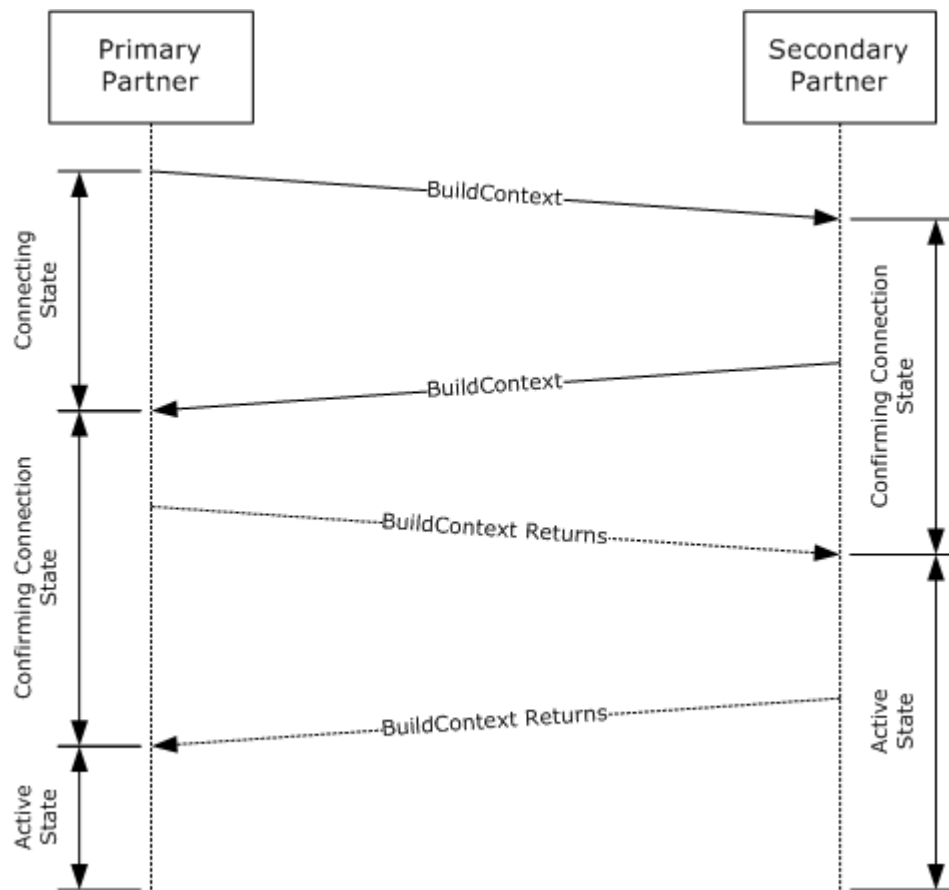 Primary
Partner
Secondary
Partner
BuildContext
Connecting
State
Confirming Connection
State
BuildContext
BuildContext Returns
Confirming Connection
State
BuildContext Returns
Active
State
Active
State